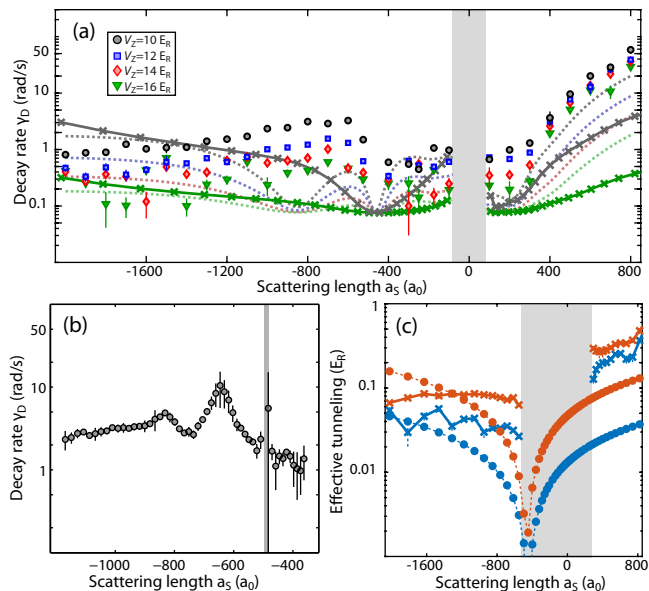 (a)
V_Z=10 E_R
V_Z=12 E_R
V_Z=14 E_R
V_Z=16 E_R
Decay rate γ_D (rad/s)
50
10
1
0.1
-1600
-1200
-800
-400
0
400
800
Scattering length a_S (a_0)
(b)
Decay rate γ_D (rad/s)
50
10
1
−1000
−800
−600
−400
Scattering length a_S (a_0)
(c)
Effective tunneling (E_R)
1
0.1
0.01
-1600
-800
0
800
Scattering length a_S (a_0)